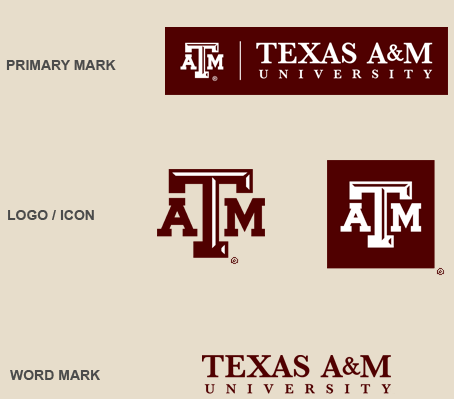 PRIMARY MARK
ATM ®
TEXAS A&M
UNIVERSITY
LOGO / ICON
ATM ®
ATM ®
WORD MARK
TEXAS A&M
UNIVERSITY